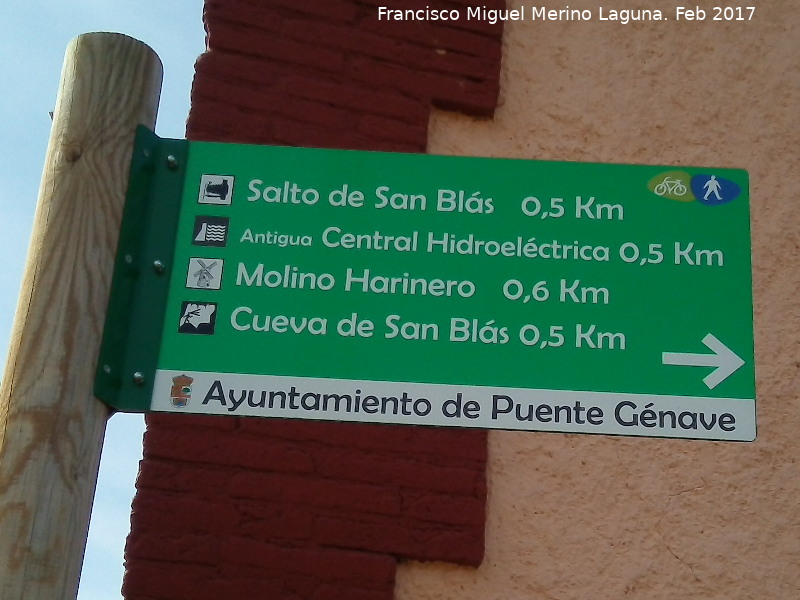 Francisco Miguel Merino Laguna. Feb 2017
Salto de San Blás 0,5 Km
Antigua Central Hidroeléctrica 0,5 Km
Molino Harinero 0,6 Km
Cueva de San Blás 0,5 Km
Ayuntamiento de Puente Génave